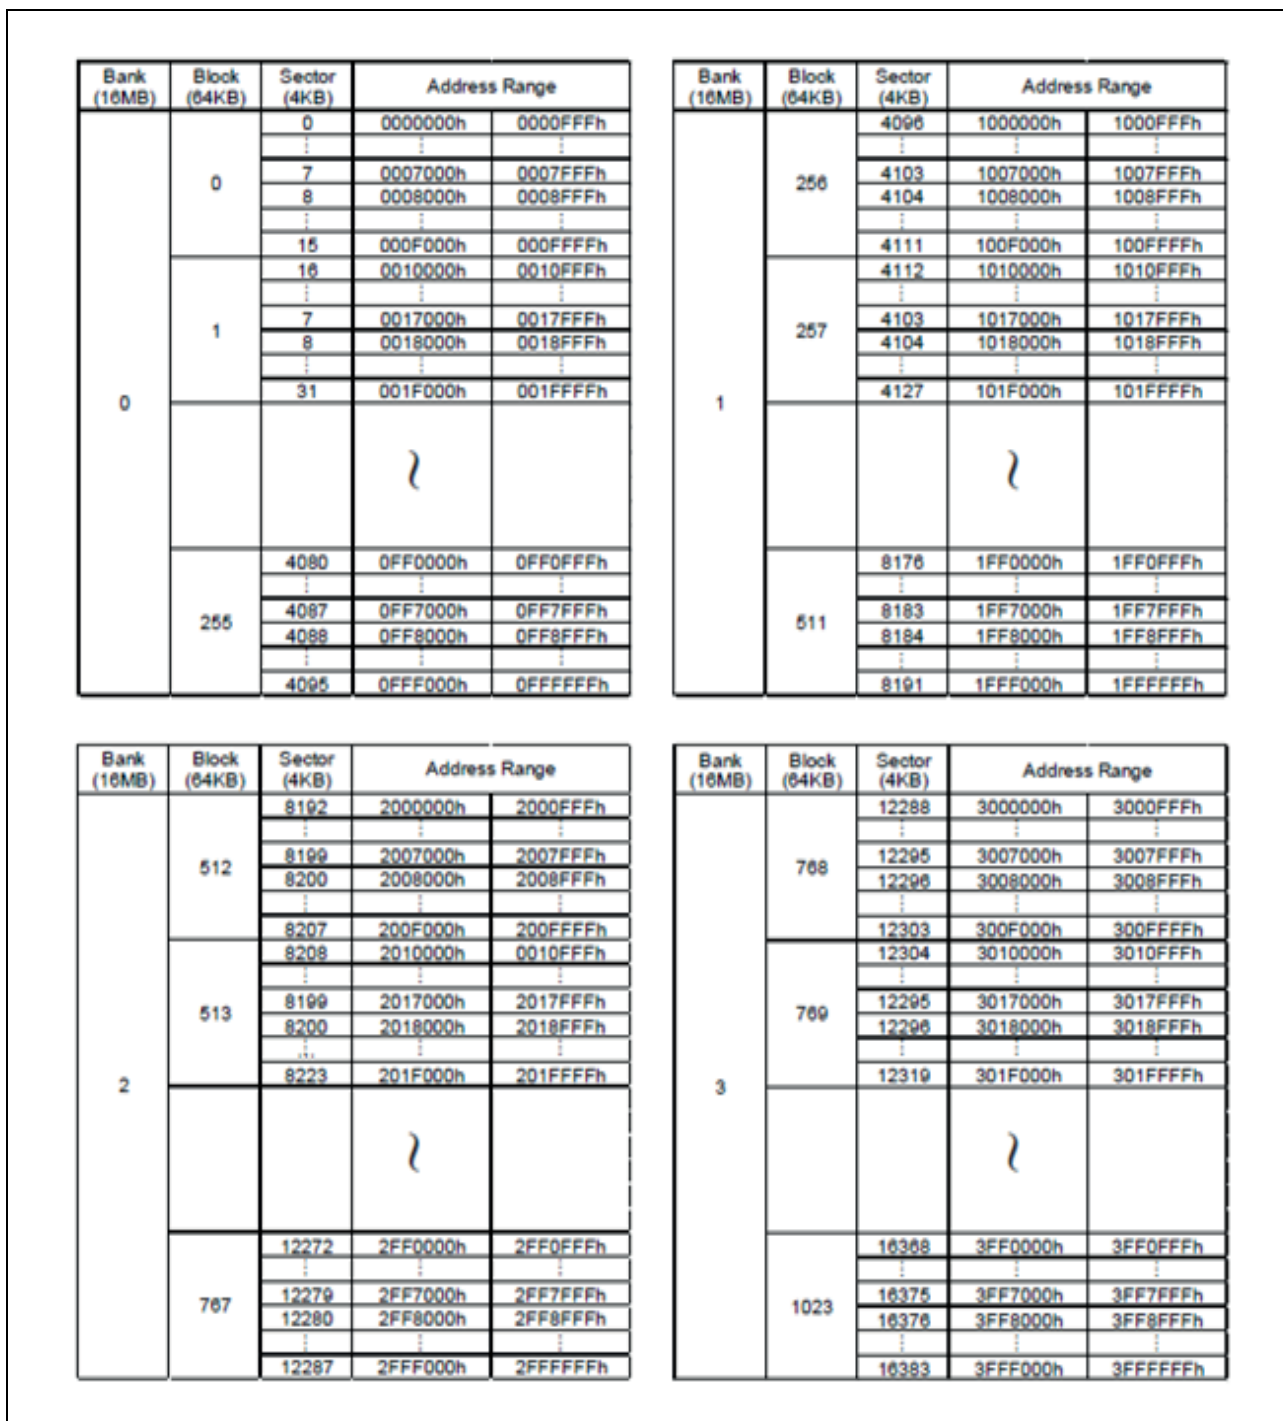 Bank (16MB) Block (64KB) Sector (4KB) Address Range
0 0000000h 0000FFFh
⋮ ⋮ ⋮
7 0007000h 0007FFFh
0 8 0008000h 0008FFFh
⋮ ⋮ ⋮
15 000F000h 000FFFFh
16 0010000h 0010FFFh
⋮ ⋮ ⋮
7 0017000h 0017FFFh
1 8 0018000h 0018FFFh
⋮ ⋮ ⋮
31 001F000h 001FFFFh
0
~
4080 0FF0000h 0FF0FFFh
⋮ ⋮ ⋮
4087 0FF7000h 0FF7FFFh
255 4088 0FF8000h 0FF8FFFh
⋮ ⋮ ⋮
4095 0FFF000h 0FFFFFFh
Bank (16MB) Block (64KB) Sector (4KB) Address Range
4096 1000000h 1000FFFh
⋮ ⋮ ⋮
4103 1007000h 1007FFFh
256 4104 1008000h 1008FFFh
⋮ ⋮ ⋮
4111 100F000h 100FFFFh
4112 1010000h 1010FFFh
⋮ ⋮ ⋮
4103 1017000h 1017FFFh
257 4104 1018000h 1018FFFh
⋮ ⋮ ⋮
4127 101F000h 101FFFFh
1
~
8176 1FF0000h 1FF0FFFh
⋮ ⋮ ⋮
8183 1FF7000h 1FF7FFFh
511 8184 1FF8000h 1FF8FFFh
⋮ ⋮ ⋮
8191 1FFF000h 1FFFFFFh
Bank (16MB) Block (64KB) Sector (4KB) Address Range
8192 2000000h 2000FFFh
⋮ ⋮ ⋮
8199 2007000h 2007FFFh
512 8200 2008000h 2008FFFh
⋮ ⋮ ⋮
8207 200F000h 200FFFFh
8208 2010000h 0010FFFh
⋮ ⋮ ⋮
8199 2017000h 2017FFFh
513 8200 2018000h 2018FFFh
⋮ ⋮ ⋮
8223 201F000h 201FFFFh
2
~
12272 2FF0000h 2FF0FFFh
⋮ ⋮ ⋮
12279 2FF7000h 2FF7FFFh
767 12280 2FF8000h 2FF8FFFh
⋮ ⋮ ⋮
12287 2FFF000h 2FFFFFFh
Bank (16MB) Block (64KB) Sector (4KB) Address Range
12288 3000000h 3000FFFh
⋮ ⋮ ⋮
12295 3007000h 3007FFFh
768 12296 3008000h 3008FFFh
⋮ ⋮ ⋮
12303 300F000h 300FFFFh
12304 3010000h 3010FFFh
⋮ ⋮ ⋮
12295 3017000h 3017FFFh
769 12296 3018000h 3018FFFh
⋮ ⋮ ⋮
12319 301F000h 301FFFFh
3
~
16368 3FF0000h 3FF0FFFh
⋮ ⋮ ⋮
16375 3FF7000h 3FF7FFFh
1023 16376 3FF8000h 3FF8FFFh
⋮ ⋮ ⋮
16383 3FFF000h 3FFFFFFh